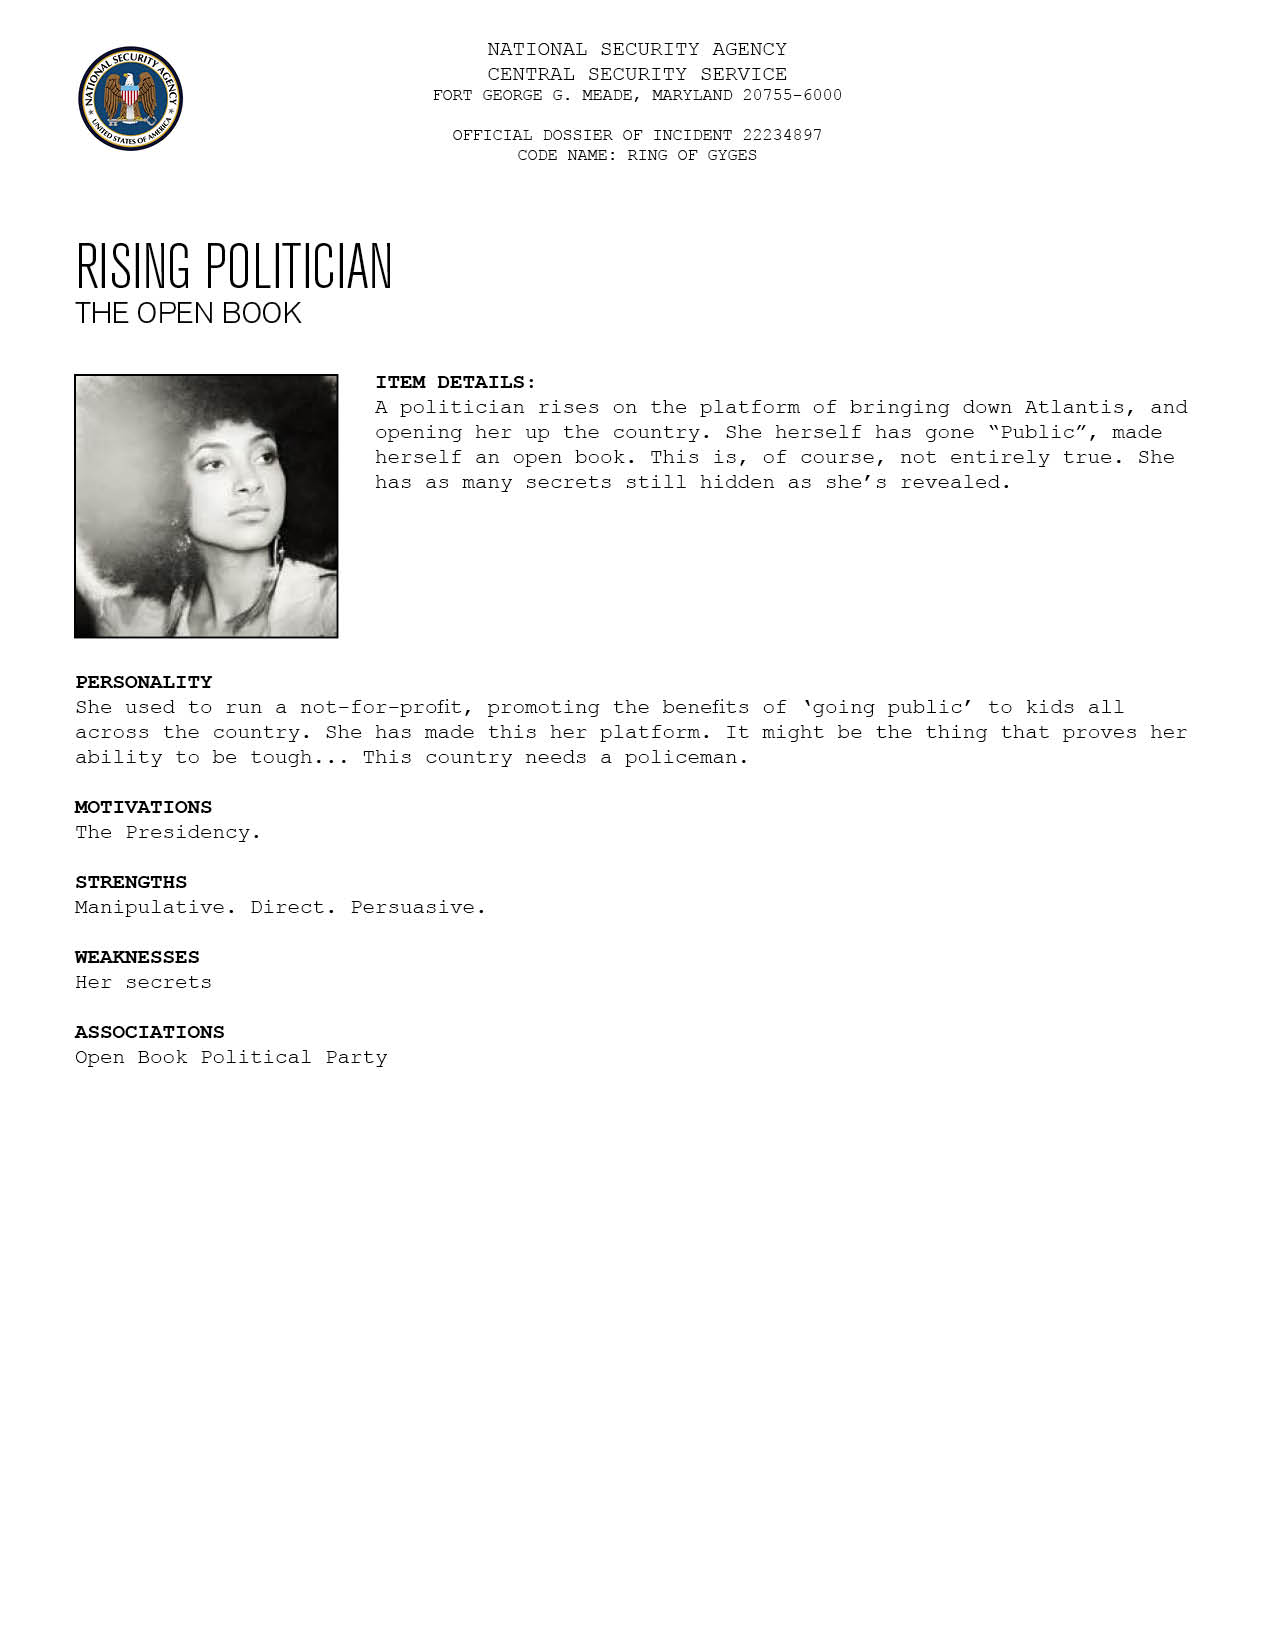 NATIONAL SECURITY AGENCY
UNITED STATES OF AMERICA
NATIONAL SECURITY AGENCY
CENTRAL SECURITY SERVICE
FORT GEORGE G. MEADE, MARYLAND 20755-6000
OFFICIAL DOSSIER OF INCIDENT 22234897
CODE NAME: RING OF GYGES
RISING POLITICIAN
THE OPEN BOOK
ITEM DETAILS:
A politician rises on the platform of bringing down Atlantis, and
opening her up the country. She herself has gone “Public”, made
herself an open book. This is, of course, not entirely true. She
has as many secrets still hidden as she’s revealed.
PERSONALITY
She used to run a not-for-profit, promoting the benefits of ‘going public’ to kids all
across the country. She has made this her platform. It might be the thing that proves her
ability to be tough... This country needs a policeman.
MOTIVATIONS
The Presidency.
STRENGTHS
Manipulative. Direct. Persuasive.
WEAKNESSES
Her secrets
ASSOCIATIONS
Open Book Political Party